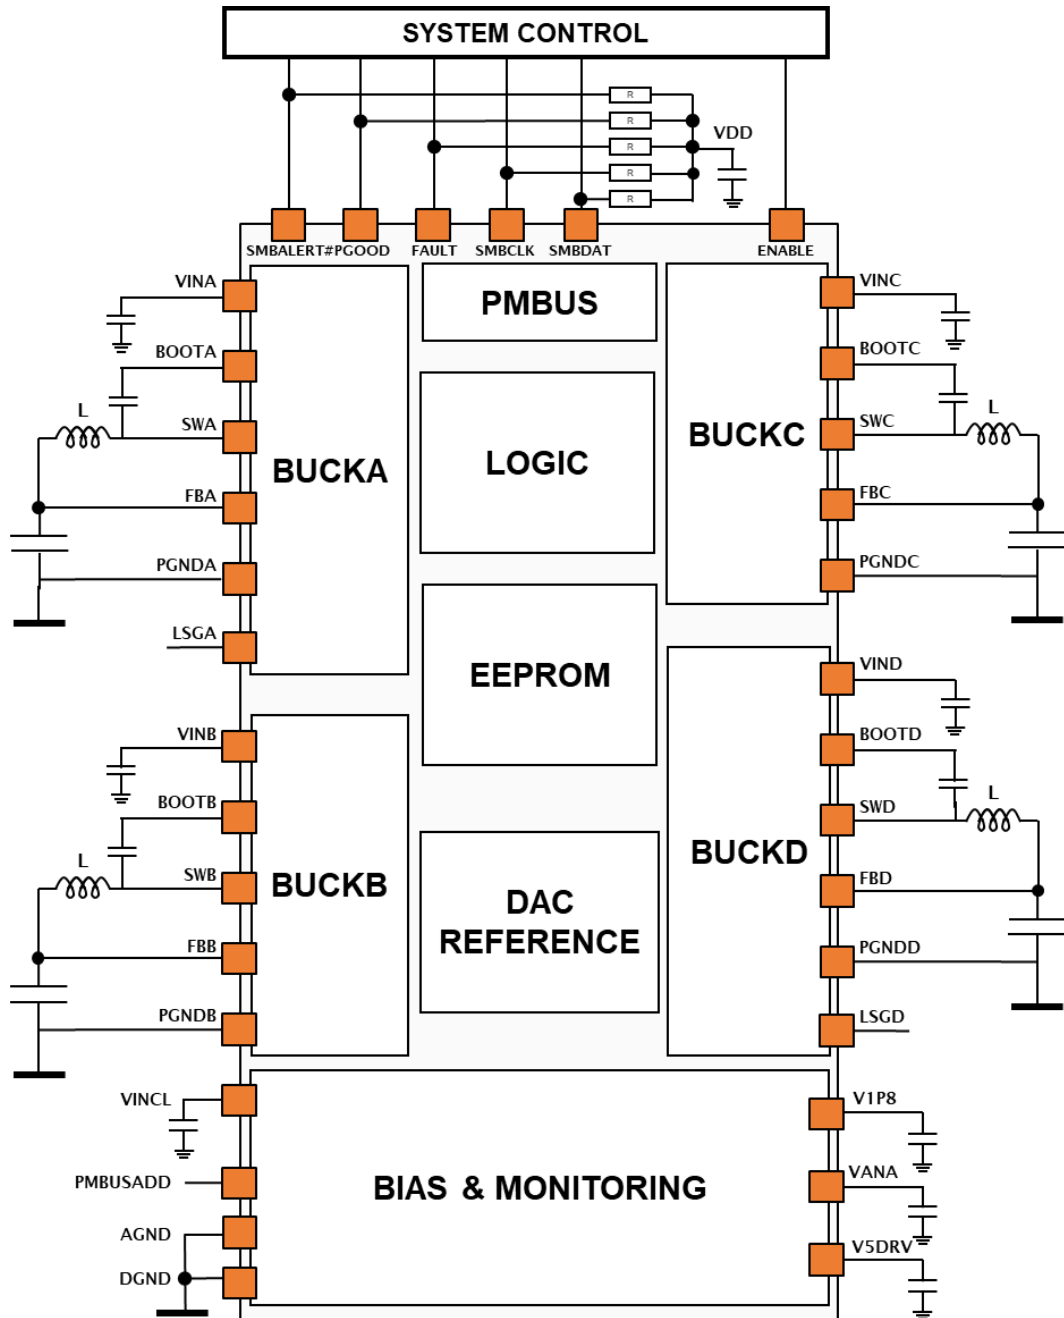 SYSTEM CONTROL
R
R
R
R
R
VDD
SMBALERT#
PGOOD
FAULT
SMBCLK
SMBDAT
ENABLE
VINA
BOOTA
L
SWA
FBA
PGNDA
LSGA
BUCKA
VINB
BOOTB
L
SWB
FBB
PGNDB
BUCKB
PMBUS
LOGIC
EEPROM
DAC
REFERENCE
BUCKC
VINC
BOOTC
L
SWC
FBC
PGNDC
BUCKD
VIND
BOOTD
L
SWD
FBD
PGNDD
LSGD
VINCL
PMBUSADD
AGND
DGND
BIAS & MONITORING
V1P8
VANA
V5DRV